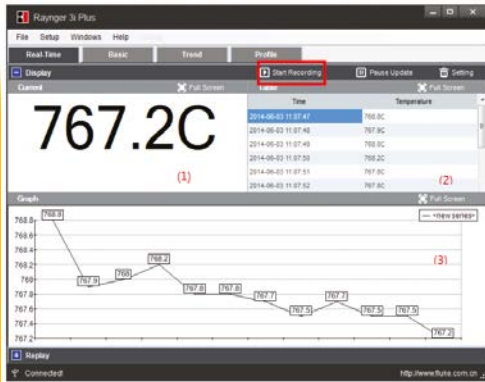 Raynger 3i Plus
File Setup Windows Help
Real-Time Basic Trend Profile
Display Start Recording Pause Update Setting
Current Full Screen Table Full Screen
767.2C
(1)
Time Temperature
2014-06-03 11:07:47 768.8C
2014-06-03 11:07:48 767.9C
2014-06-03 11:07:49 768.0C
2014-06-03 11:07:50 768.2C
2014-06-03 11:07:51 767.8C
2014-06-03 11:07:52 767.8C
(2)
Graph Full Screen
<new series>
(3)
768.8
768.6
768.4
768.2
768
767.8
767.6
767.4
767.2
768.8 767.9 768 768.2 767.8 767.8 767.7 767.5 767.7 767.5 767.5 767.2
Replay
Connected! http://www.fluke.com.cn